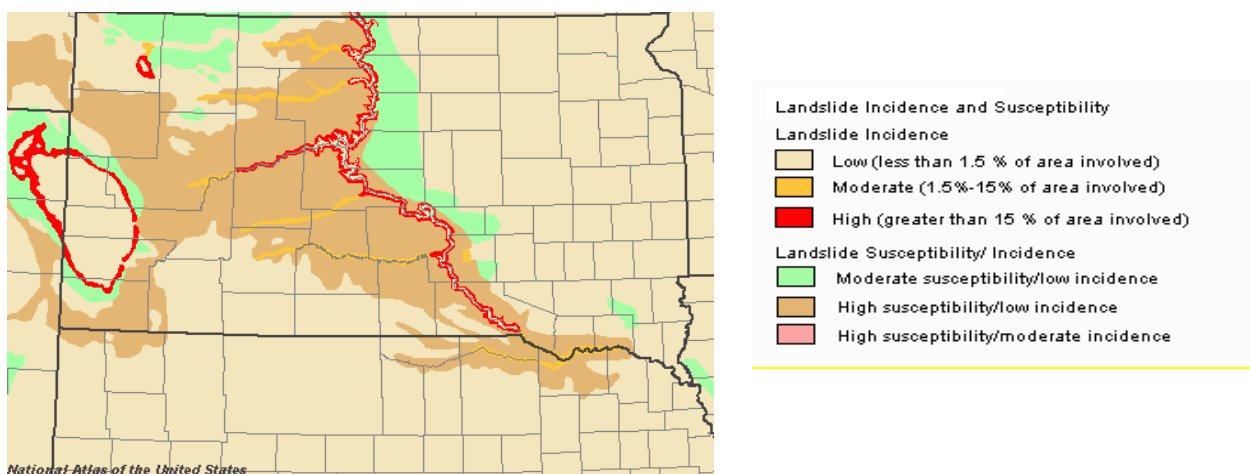 Landslide Incidence and Susceptibility
Landslide Incidence
Low (less than 1.5 % of area involved)
Moderate (1.5%-15% of area involved)
High (greater than 15 % of area involved)
Landslide Susceptibility/ Incidence
Moderate susceptibility/low incidence
High susceptibility/low incidence
High susceptibility/moderate incidence
National Atlas of the United States